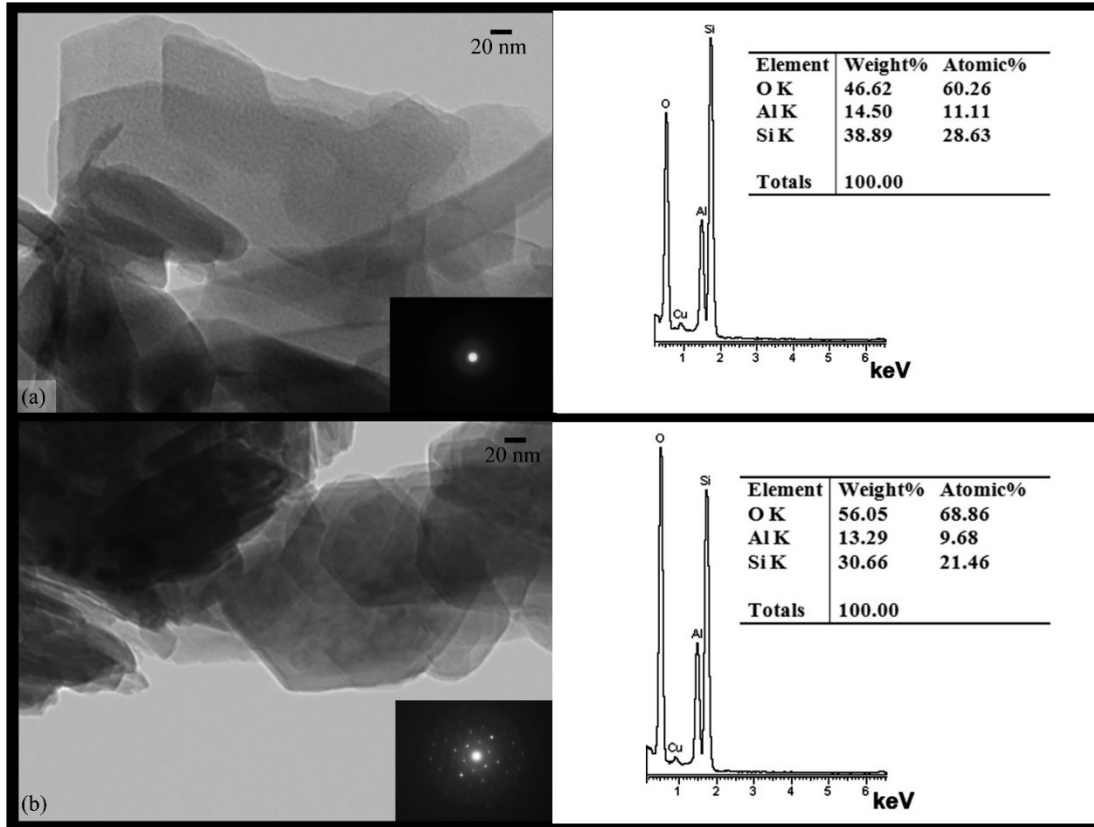 20 nm
(a)
Si
O
Al
Cu
1 2 3 4 5 6
keV
Element Weight% Atomic%
O K 46.62 60.26
Al K 14.50 11.11
Si K 38.89 28.63
Totals 100.00
20 nm
(b)
O
Si
Al
Cu
1 2 3 4 5 6
keV
Element Weight% Atomic%
O K 56.05 68.86
Al K 13.29 9.68
Si K 30.66 21.46
Totals 100.00